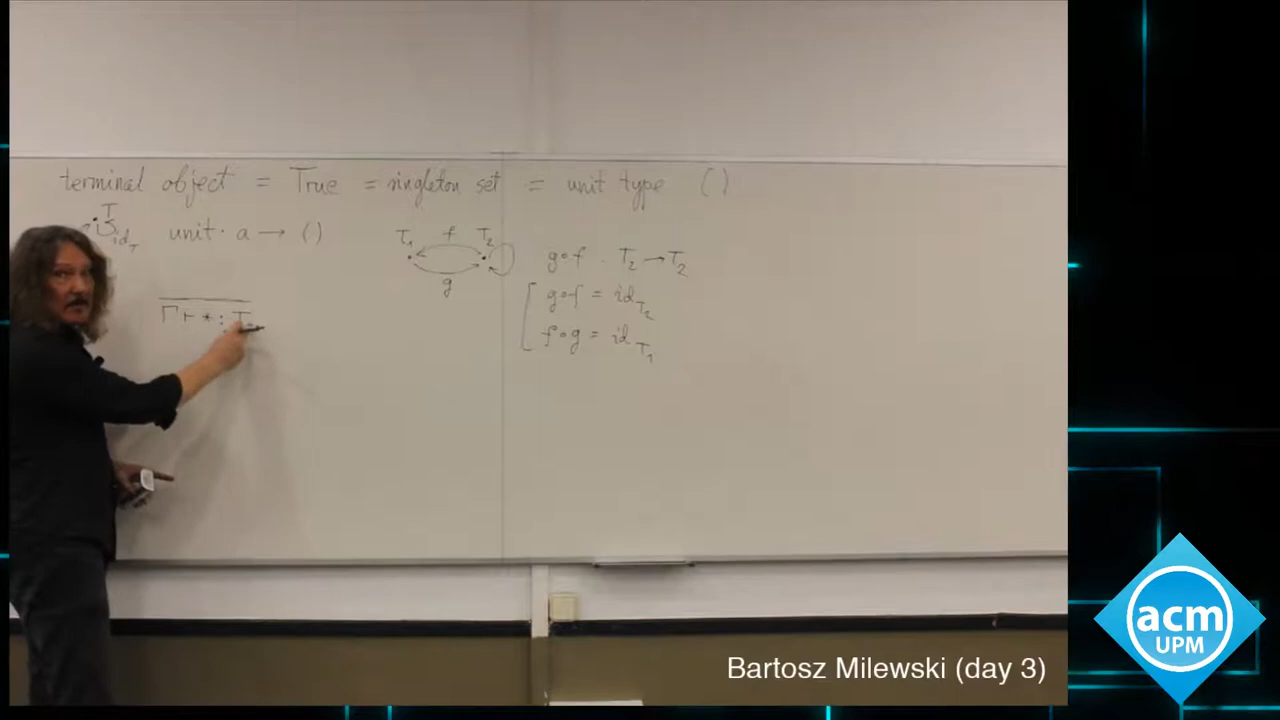 terminal object = True = singleton set = unit type ()
T
id_T
unit : a → ()
T₁ f T₂
g
g∘f : T₂ → T₂
g∘f = id_T₂
f∘g = id_T₁
Γ ⊢ * : T
Bartosz Milewski (day 3)
acm
UPM